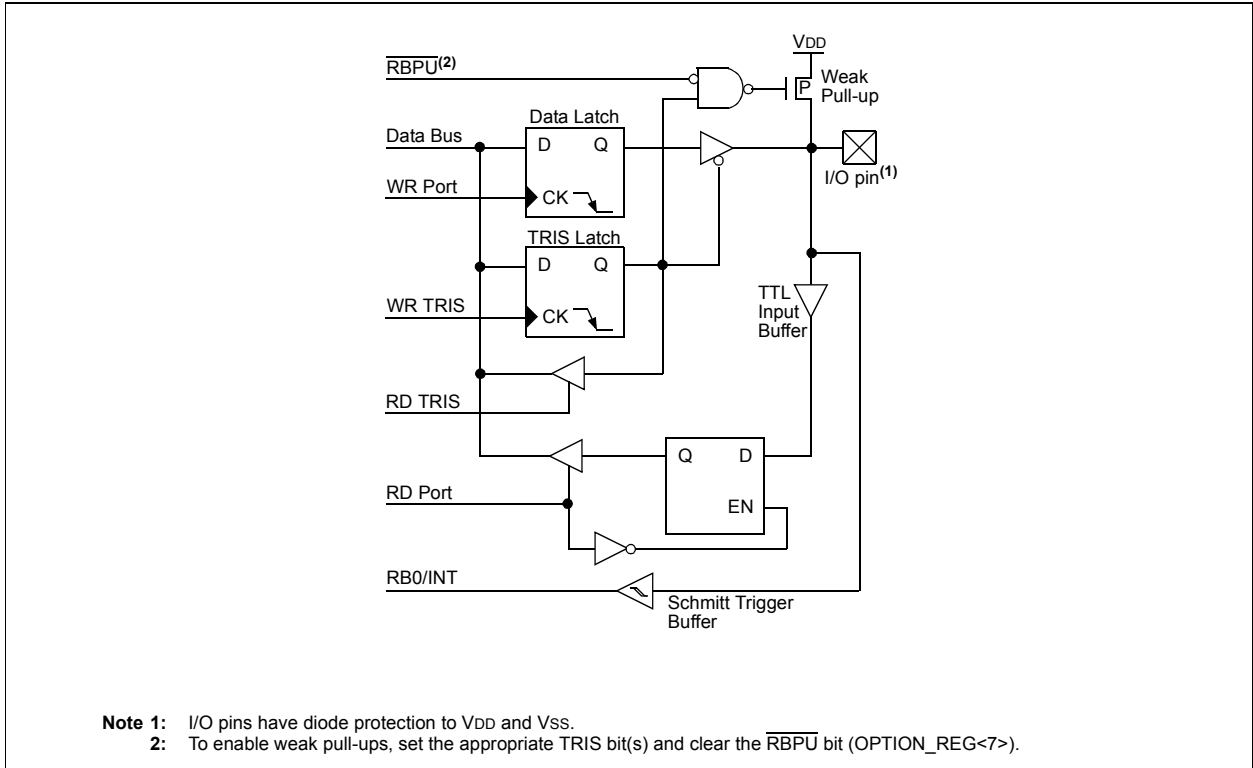 VDD
RBPU(2)
P
Weak
Pull-up
Data Latch
Data Bus
D Q
I/O pin(1)
WR Port
CK
TRIS Latch
D Q
TTL
Input
Buffer
WR TRIS
CK
RD TRIS
Q D
RD Port
EN
RB0/INT
Schmitt Trigger
Buffer
Note 1: I/O pins have diode protection to VDD and VSS.
2: To enable weak pull-ups, set the appropriate TRIS bit(s) and clear the RBPU bit (OPTION_REG<7>).